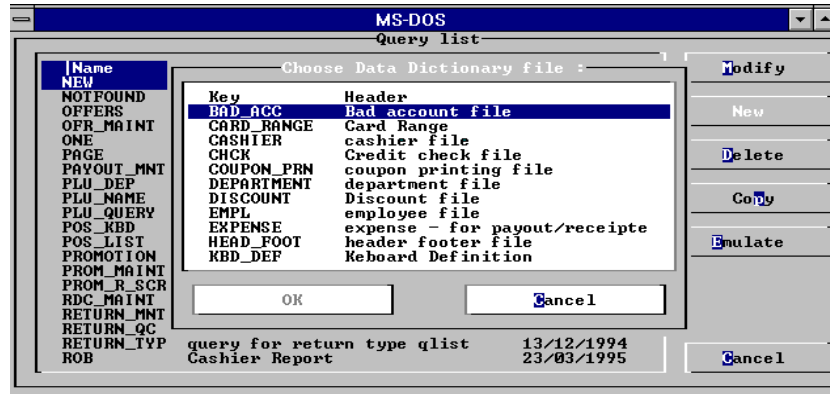 MS-DOS
Query list
Name
NEW
NOTFOUND
OFFERS
OFR_MAINT
ONE
PAGE
PAYOUT_MNT
PLU_DEP
PLU_NAME
PLU_QUERY
POS_KBD
POS_LIST
PROMOTION
PROM_MAINT
PROM_R_SCR
RDC_MAINT
RETURN_MNT
RETURN_QC
RETURN_TYP query for return type qlist 13/12/1994
ROB Cashier Report 23/03/1995
Choose Data Dictionary file :
Key Header
BAD_ACC Bad account file
CARD_RANGE Card Range
CASHIER cashier file
CHCK Credit check file
COUPON_PRN coupon printing file
DEPARTMENT department file
DISCOUNT Discount file
EMPL employee file
EXPENSE expense - for payout/receipte
HEAD_FOOT header footer file
KBD_DEF Keboard Definition
OK Cancel
Modify
New
Delete
Copy
Emulate
Cancel